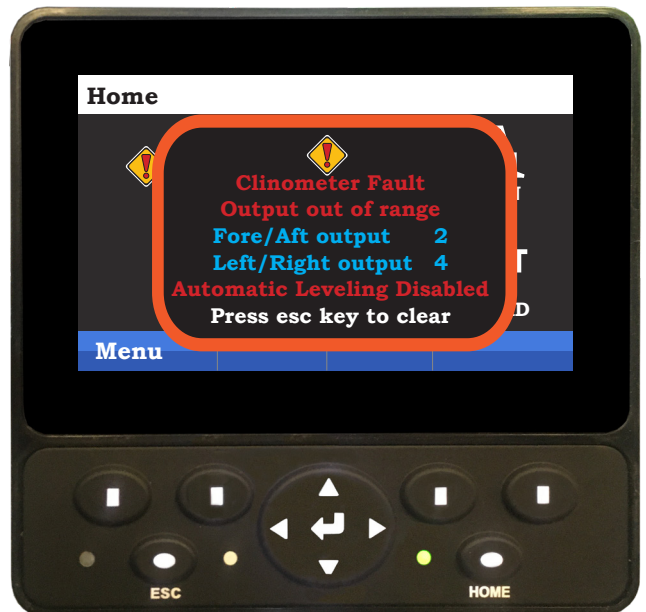 Home
Clinometer Fault
Output out of range
Fore/Aft output 2
Left/Right output 4
Automatic Leveling Disabled
Press esc key to clear
Menu
ESC
HOME